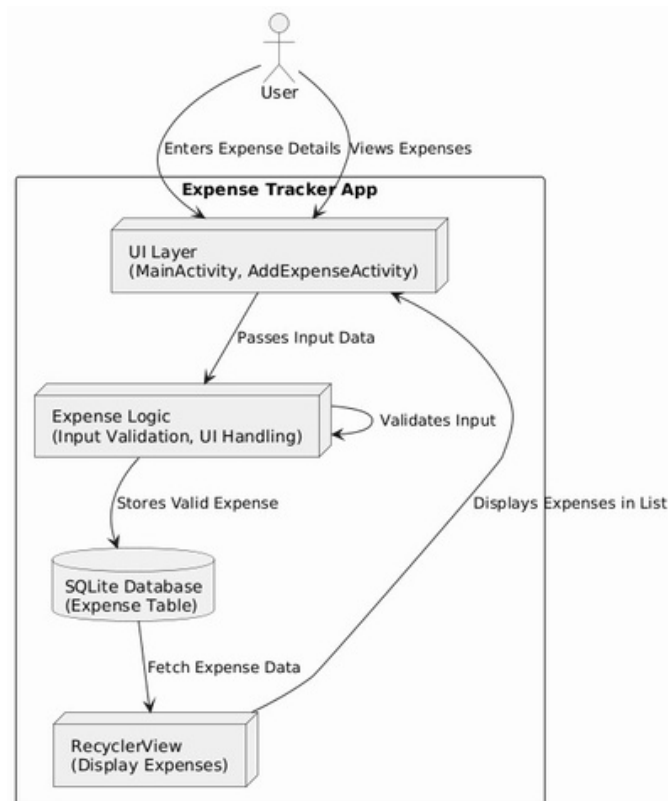 User
Enters Expense Details
Views Expenses
Expense Tracker App
UI Layer
(MainActivity, AddExpenseActivity)
Passes Input Data
Expense Logic
(Input Validation, UI Handling)
Validates Input
Stores Valid Expense
Displays Expenses in List
SQLite Database
(Expense Table)
Fetch Expense Data
RecyclerView
(Display Expenses)